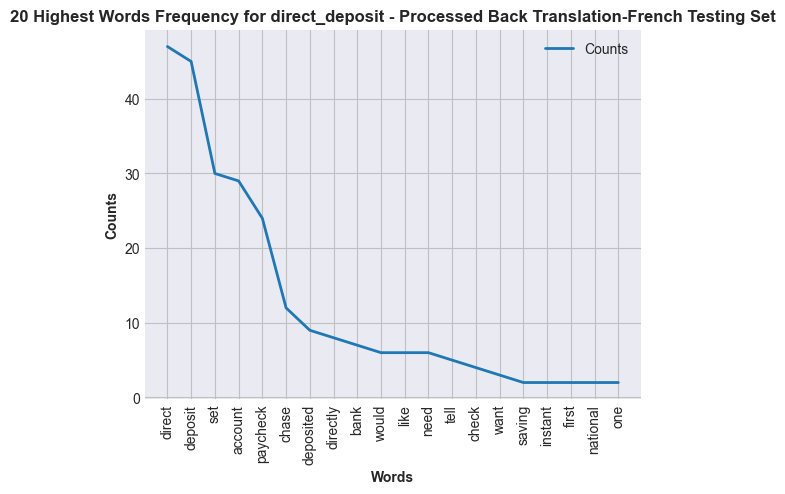 20 Highest Words Frequency for direct_deposit - Processed Back Translation-French Testing Set
Counts
40
30
20
10
0
Counts
direct
deposit
set
account
paycheck
chase
deposited
directly
bank
would
like
need
tell
check
want
saving
instant
first
national
one
Words